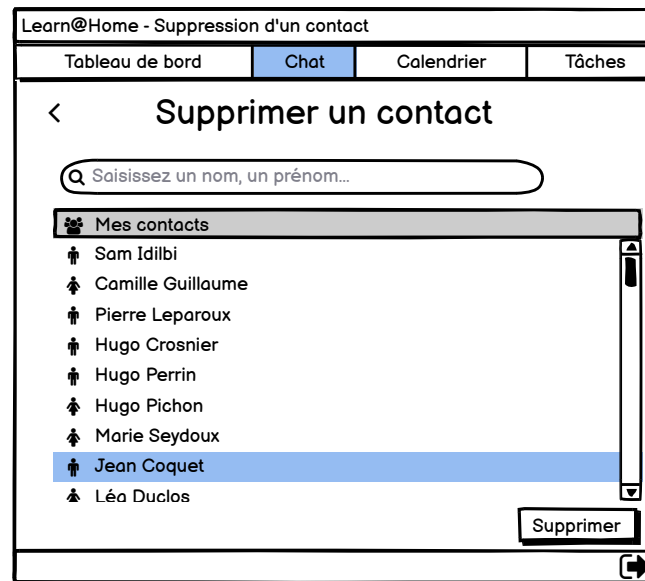 Learn@Home - Suppression d'un contact
Tableau de bord Chat Calendrier Tâches
Supprimer un contact
Saisissez un nom, un prénom...
Mes contacts
Sam Idilbi
Camille Guillaume
Pierre Leparoux
Hugo Crosnier
Hugo Perrin
Hugo Pichon
Marie Seydoux
Jean Coquet
Léa Duclos
Supprimer